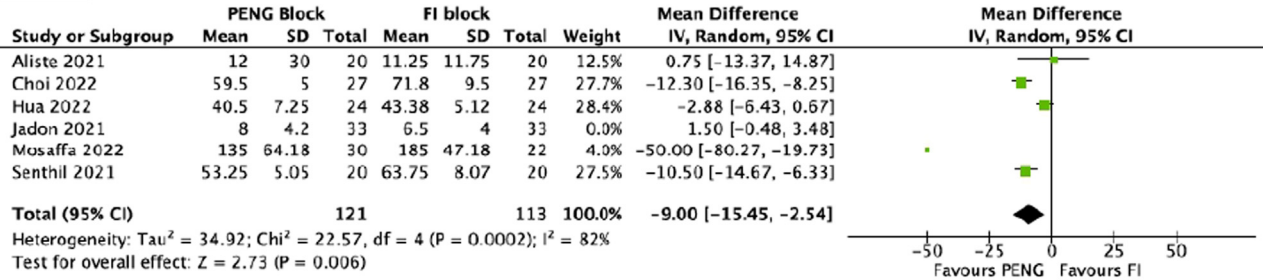 PENG Block FI block Mean Difference Mean Difference
Study or Subgroup Mean SD Total Mean SD Total Weight IV, Random, 95% CI IV, Random, 95% CI
Aliste 2021 12 30 20 11.25 11.75 20 12.5% 0.75 [-13.37, 14.87]
Choi 2022 59.5 5 27 71.8 9.5 27 27.7% -12.30 [-16.35, -8.25]
Hua 2022 40.5 7.25 24 43.38 5.12 24 28.4% -2.88 [-6.43, 0.67]
Jadon 2021 8 4.2 33 6.5 4 33 0.0% 1.50 [-0.48, 3.48]
Mosaffa 2022 135 64.18 30 185 47.18 22 4.0% -50.00 [-80.27, -19.73]
Senthil 2021 53.25 5.05 20 63.75 8.07 20 27.5% -10.50 [-14.67, -6.33]
Total (95% CI) 121 113 100.0% -9.00 [-15.45, -2.54]
Heterogeneity: Tau² = 34.92; Chi² = 22.57, df = 4 (P = 0.0002); I² = 82%
Test for overall effect: Z = 2.73 (P = 0.006)
-50 -25 0 25 50
Favours PENG Favours FI